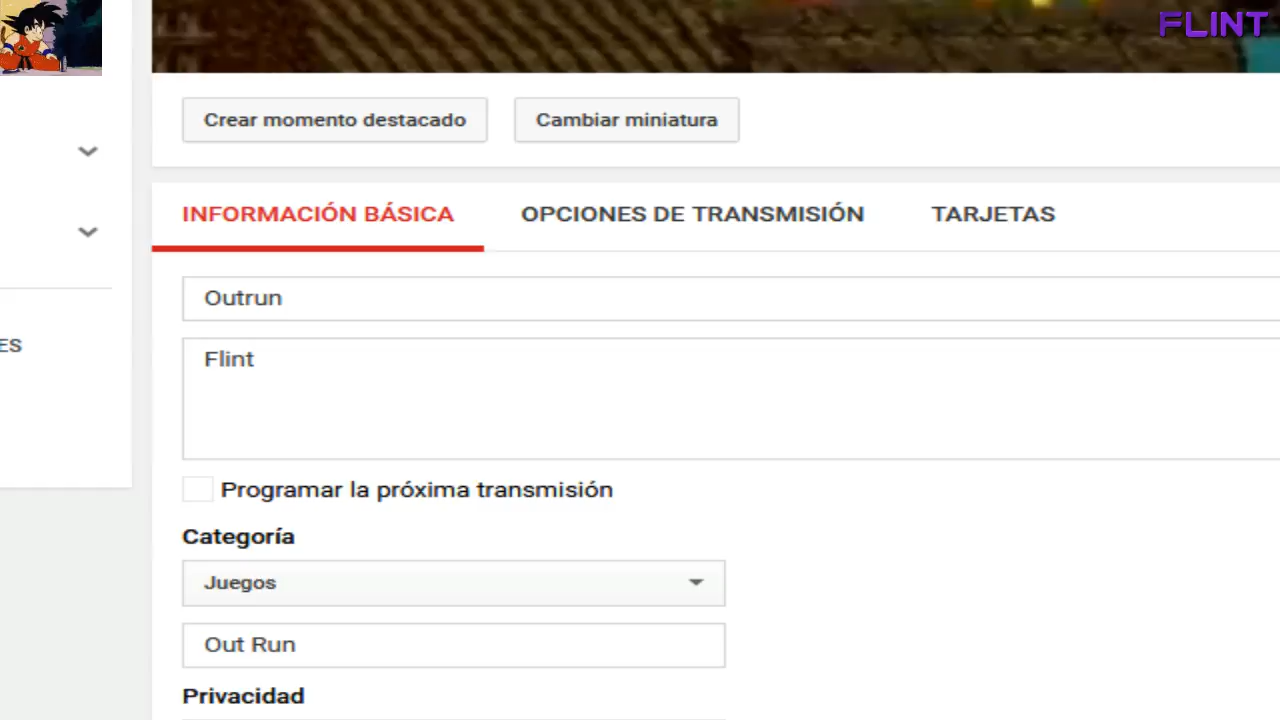 FLINT
Crear momento destacado
Cambiar miniatura
INFORMACIÓN BÁSICA
OPCIONES DE TRANSMISIÓN
TARJETAS
Outrun
ES
Flint
Programar la próxima transmisión
Categoría
Juegos
Out Run
Privacidad